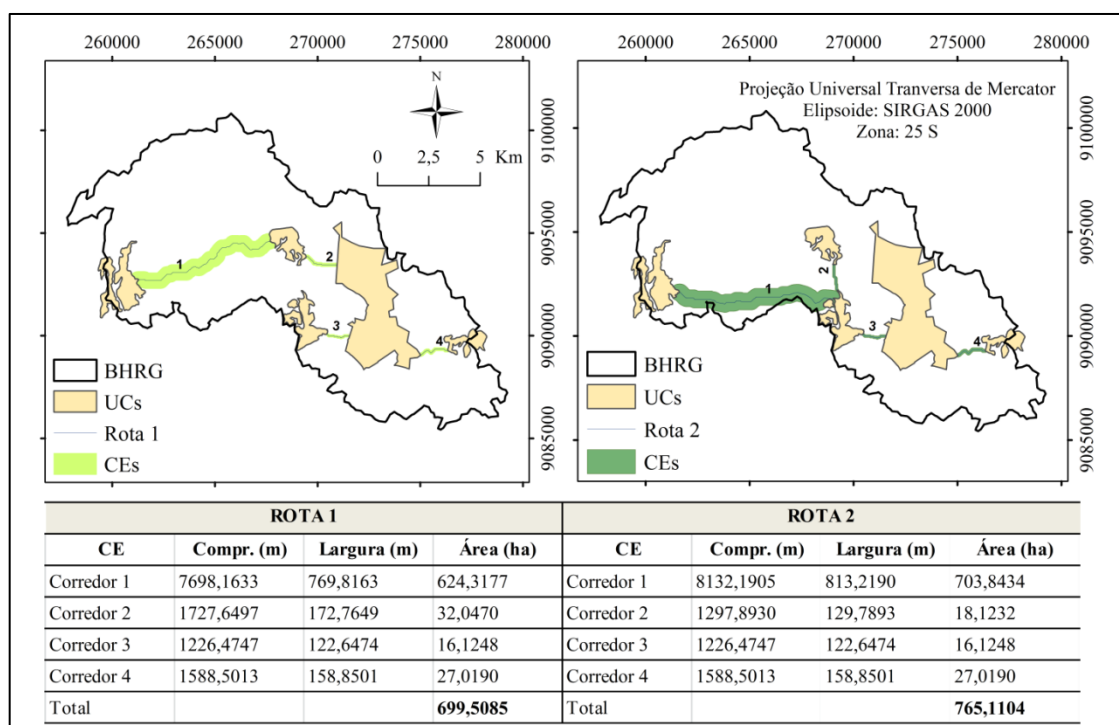 260000 265000 270000 275000 280000
260000 265000 270000 275000 280000
N
0 2,5 5 Km
Projeção Universal Tranversa de Mercator
Elipsoide: SIRGAS 2000
Zona: 25 S
9100000
9095000
9090000
9085000
9100000
9095000
9090000
9085000
1
2
3
4
1
2
3
4
BHRG
UCs
Rota 1
CEs
BHRG
UCs
Rota 2
CEs
ROTA 1 ROTA 2
CE Compr. (m) Largura (m) Área (ha) CE Compr. (m) Largura (m) Área (ha)
Corredor 1 7698,1633 769,8163 624,3177 Corredor 1 8132,1905 813,2190 703,8434
Corredor 2 1727,6497 172,7649 32,0470 Corredor 2 1297,8930 129,7893 18,1232
Corredor 3 1226,4747 122,6474 16,1248 Corredor 3 1226,4747 122,6474 16,1248
Corredor 4 1588,5013 158,8501 27,0190 Corredor 4 1588,5013 158,8501 27,0190
Total 699,5085 Total 765,1104